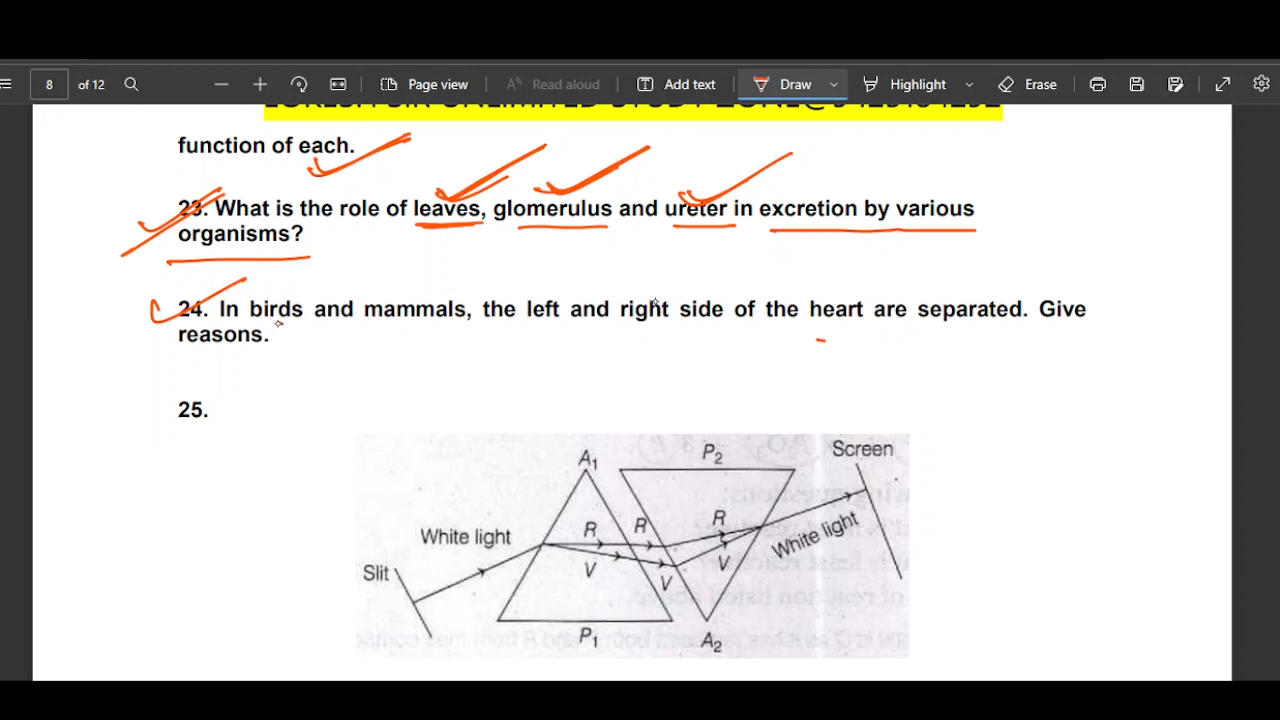 8 of 12 Page view Read aloud Add text Draw Highlight Erase
function of each.
23. What is the role of leaves, glomerulus and ureter in excretion by various
organisms?
24. In birds and mammals, the left and right side of the heart are separated. Give
reasons.
25.
A1
P2
Screen
White light
R
R
R
White light
Slit
V
V
V
P1
A2